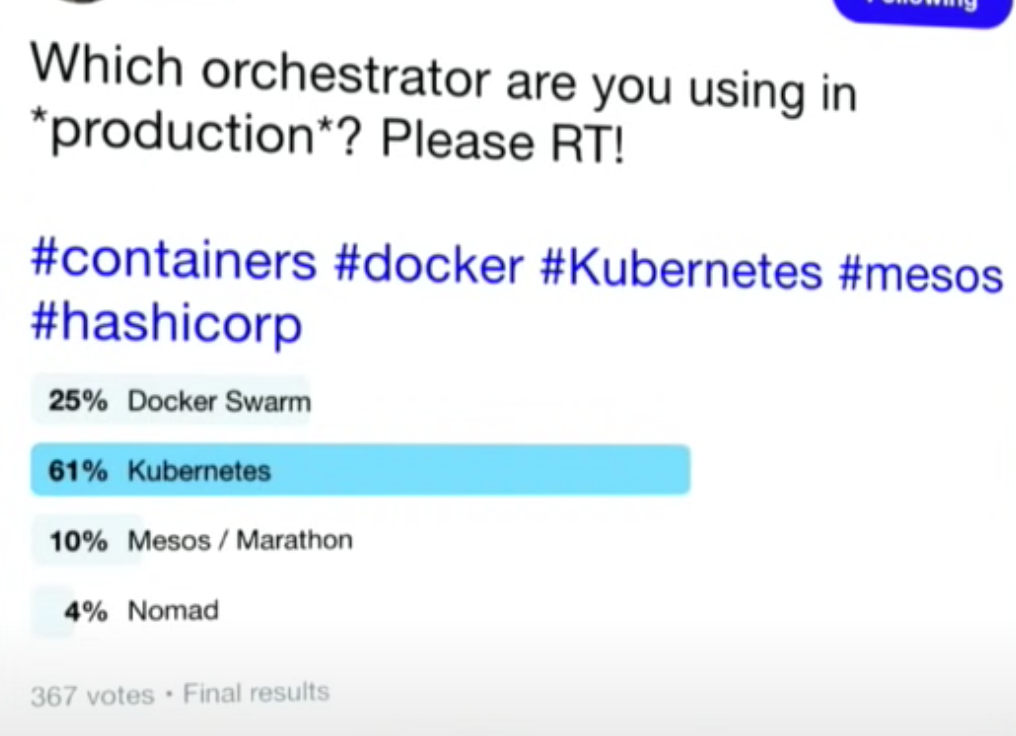 Following
Which orchestrator are you using in
*production*? Please RT!
#containers #docker #Kubernetes #mesos
#hashicorp
25% Docker Swarm
61% Kubernetes
10% Mesos / Marathon
4% Nomad
367 votes • Final results